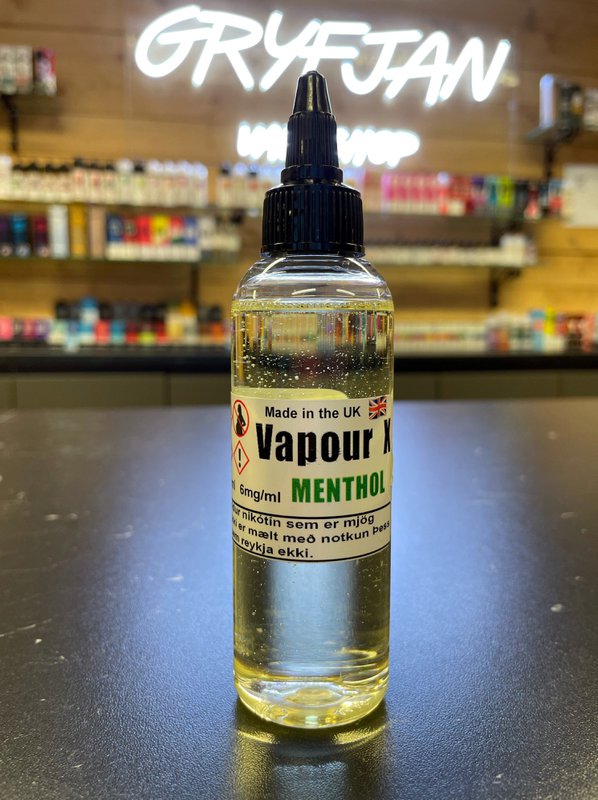 GRYFJAN
Made in the UK
Vapour X
6mg/ml MENTHOL
nikótín sem er mjög
er mælt með notkun þess
reykja ekki.